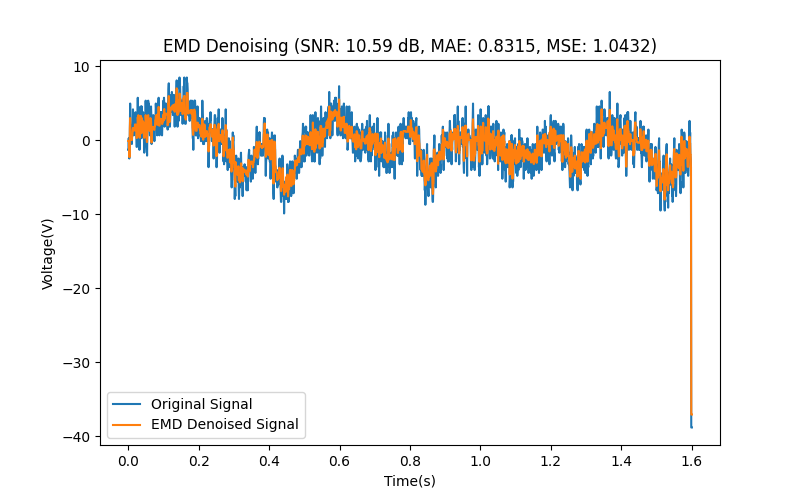 EMD Denoising (SNR: 10.59 dB, MAE: 0.8315, MSE: 1.0432)
10
0
−10
−20
−30
−40
Voltage(V)
Original Signal
EMD Denoised Signal
0.0 0.2 0.4 0.6 0.8 1.0 1.2 1.4 1.6
Time(s)